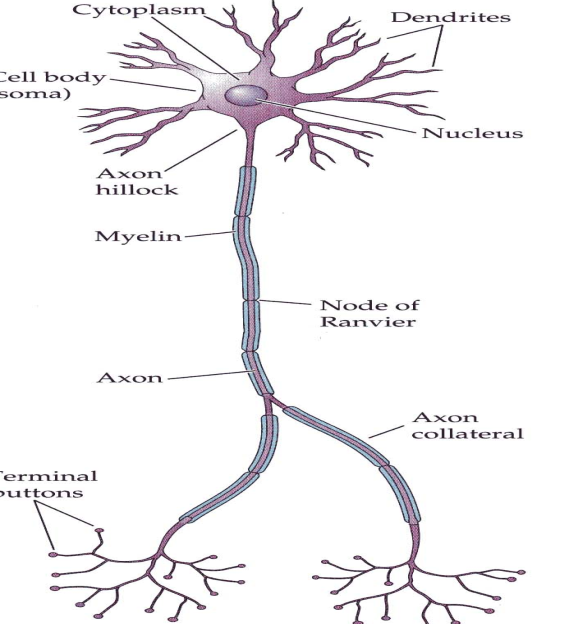 Cytoplasm
Dendrites
Cell body
(soma)
Nucleus
Axon
hillock
Myelin
Node of
Ranvier
Axon
Axon
collateral
Terminal
buttons